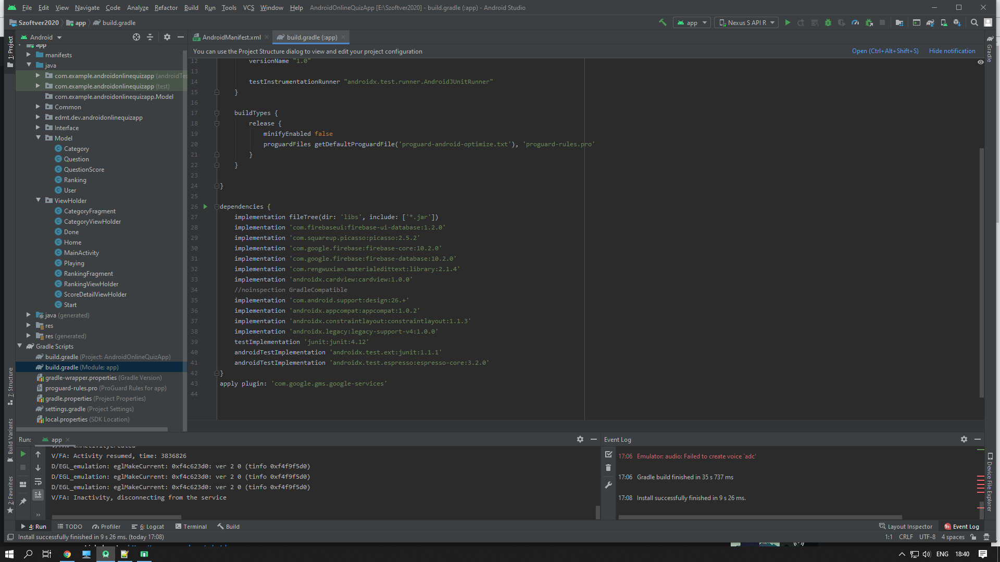 File Edit View Navigate Code Analyze Refactor Build Run Tools VCS Window Help AndroidOnlineQuizApp [E:\Szoftver2020] - build.gradle (:app) - Android Studio
Szoftver2020 app build.gradle
app Nexus S API R
Android
AndroidManifest.xml build.gradle (:app)
You can use the Project Structure dialog to view and edit your project configuration Open (Ctrl+Alt+Shift+S) Hide notification
1: Project
7: Structure
Build Variants
2: Favorites
app
manifests
java
com.example.androidonlinequizapp (androidTes
com.example.androidonlinequizapp (test)
com.example.androidonlinequizapp.Model
Common
edmt.dev.androidonlinequizapp
Interface
Model
Category
Question
QuestionScore
Ranking
User
ViewHolder
CategoryFragment
CategoryViewHolder
Done
Home
MainActivity
Playing
RankingFragment
RankingViewHolder
ScoreDetailViewHolder
Start
java (generated)
res
res (generated)
Gradle Scripts
build.gradle (Project: AndroidOnlineQuizApp)
build.gradle (Module: app)
gradle-wrapper.properties (Gradle Version)
proguard-rules.pro (ProGuard Rules for app)
gradle.properties (Project Properties)
settings.gradle (Project Settings)
local.properties (SDK Location)
12 versionName "1.0"
13
14 testInstrumentationRunner "androidx.test.runner.AndroidJUnitRunner"
15 }
16
17 buildTypes {
18 release {
19 minifyEnabled false
20 proguardFiles getDefaultProguardFile('proguard-android-optimize.txt'), 'proguard-rules.pro'
21 }
22 }
23
24 }
25
26 dependencies {
27 implementation fileTree(dir: 'libs', include: ['*.jar'])
28 implementation 'com.firebaseui:firebase-ui-database:1.2.0'
29 implementation 'com.squareup.picasso:picasso:2.5.2'
30 implementation 'com.google.firebase:firebase-core:10.2.0'
31 implementation 'com.google.firebase:firebase-database:10.2.0'
32 implementation 'com.rengwuxian.materialedittext:library:2.1.4'
33 implementation 'androidx.cardview:cardview:1.0.0'
34 //noinspection GradleCompatible
35 implementation 'com.android.support:design:26.+'
36 implementation 'androidx.appcompat:appcompat:1.0.2'
37 implementation 'androidx.constraintlayout:constraintlayout:1.1.3'
38 implementation 'androidx.legacy:legacy-support-v4:1.0.0'
39 testImplementation 'junit:junit:4.12'
40 androidTestImplementation 'androidx.test.ext:junit:1.1.1'
41 androidTestImplementation 'androidx.test.espresso:espresso-core:3.2.0'
42 }
43 apply plugin: 'com.google.gms.google-services'
44
Gradle
Device File Explorer
Run: app
V/FA: onActivityCreated
V/FA: Activity resumed, time: 3836826
D/EGL_emulation: eglMakeCurrent: 0xf4c623d0: ver 2 0 (tinfo 0xf4f9f5d0)
D/EGL_emulation: eglMakeCurrent: 0xf4c623d0: ver 2 0 (tinfo 0xf4f9f5d0)
D/EGL_emulation: eglMakeCurrent: 0xf4c623d0: ver 2 0 (tinfo 0xf4f9f5d0)
V/FA: Inactivity, disconnecting from the service
Event Log
17:06 Emulator: audio: Failed to create voice `adc'
17:06 Gradle build finished in 35 s 737 ms
17:08 Install successfully finished in 9 s 26 ms.
4: Run TODO Profiler 6: Logcat Terminal Build Layout Inspector 9+ Event Log
Install successfully finished in 9 s 26 ms. (today 17:08) 1:1 CRLF UTF-8 4 spaces
ENG 18:40